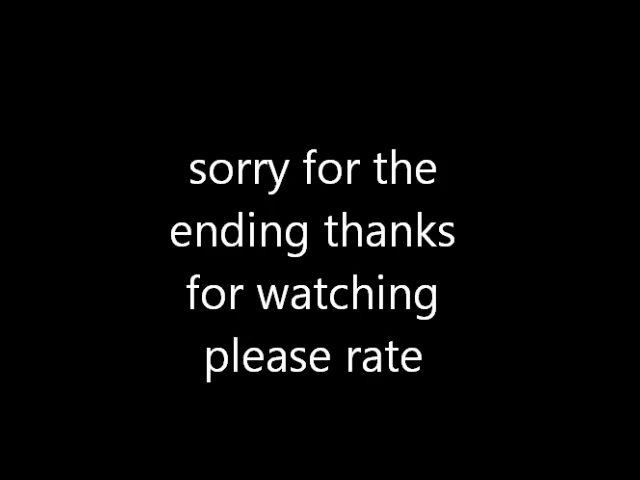 sorry for the
ending thanks
for watching
please rate